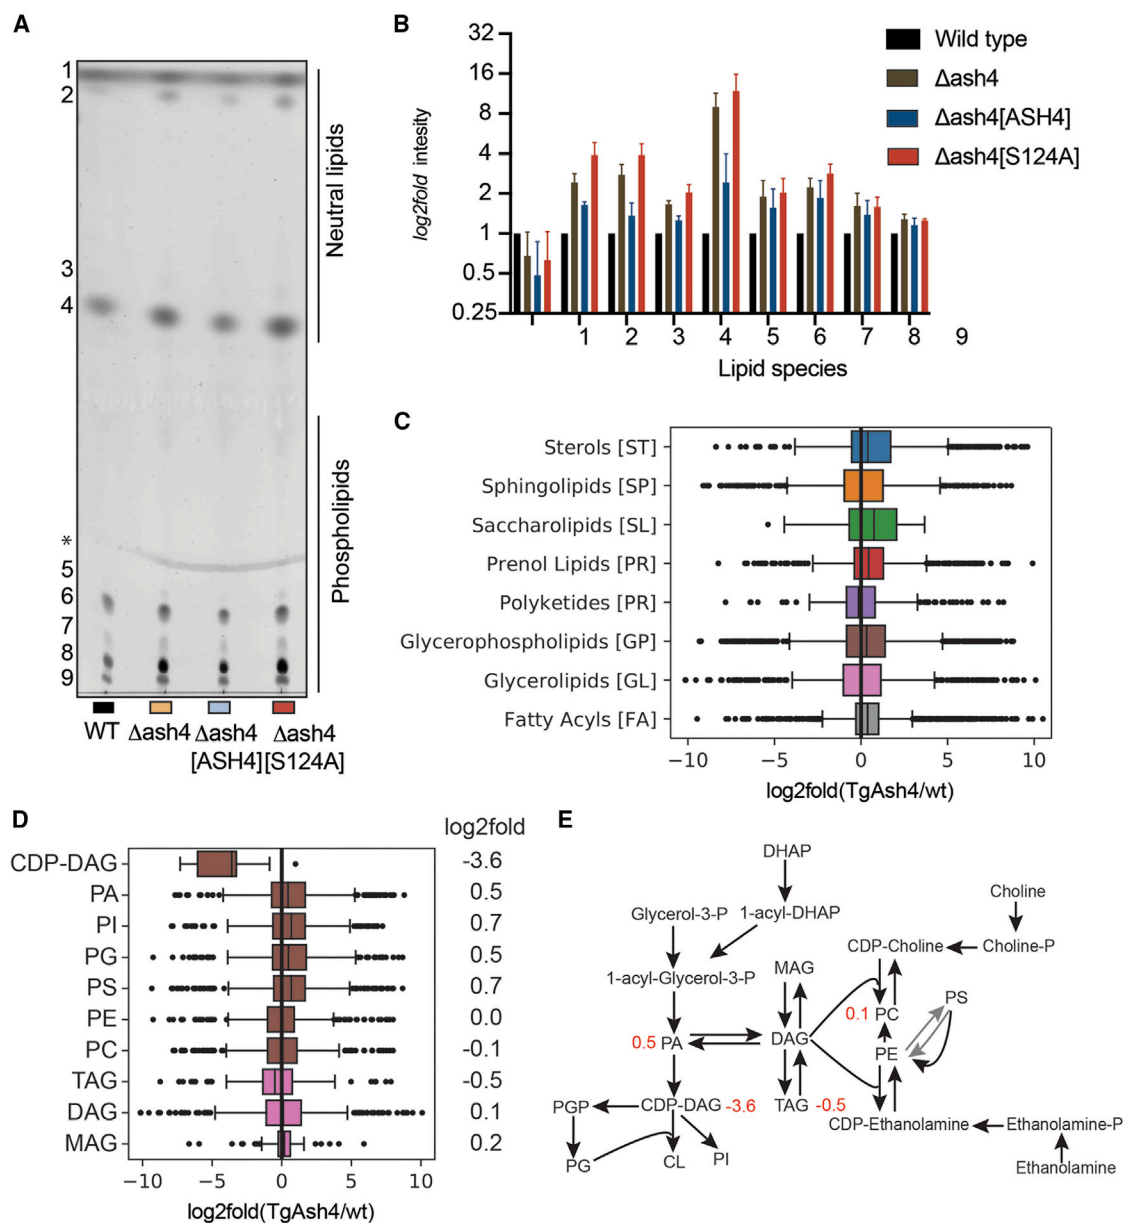 A
1
2
3
4
*
5
6
7
8
9
Neutral lipids
Phospholipids
WT Δash4 Δash4 Δash4
[ASH4] [S124A]
B
32
16
8
4
2
1
0.5
0.25
log2fold intesity
1 2 3 4 5 6 7 8 9
Lipid species
Wild type
Δash4
Δash4[ASH4]
Δash4[S124A]
C
Sterols [ST]
Sphingolipids [SP]
Saccharolipids [SL]
Prenol Lipids [PR]
Polyketides [PR]
Glycerophospholipids [GP]
Glycerolipids [GL]
Fatty Acyls [FA]
−10 −5 0 5 10
log2fold(TgAsh4/wt)
D
log2fold
CDP-DAG -3.6
PA 0.5
PI 0.7
PG 0.5
PS 0.7
PE 0.0
PC -0.1
TAG -0.5
DAG 0.1
MAG 0.2
−10 −5 0 5 10
log2fold(TgAsh4/wt)
E
DHAP
Choline
Glycerol-3-P 1-acyl-DHAP
CDP-Choline Choline-P
1-acyl-Glycerol-3-P MAG
PS
0.1 PC
0.5 PA DAG
PE
PGP CDP-DAG -3.6 TAG -0.5
CDP-Ethanolamine Ethanolamine-P
PG CL PI
Ethanolamine